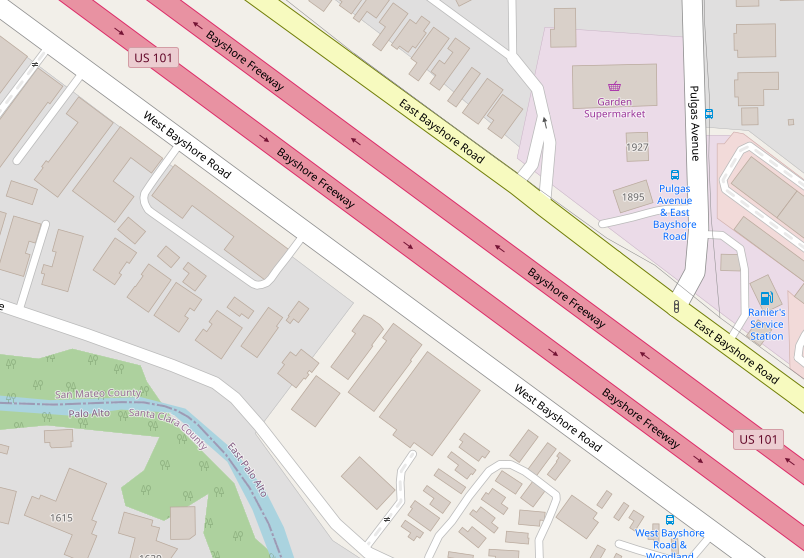 US 101
Bayshore Freeway
East Bayshore Road
Garden
Supermarket
Pulgas Avenue
West Bayshore Road
Bayshore Freeway
1927
1895
Pulgas
Avenue
& East
Bayshore
Road
Bayshore Freeway
Ranier's
Service
Station
East Bayshore Road
e
San Mateo County
Palo Alto
Santa Clara County
East Palo Alto
West Bayshore Road
Bayshore Freeway
US 101
1615
1629
West Bayshore
Road &
Woodland